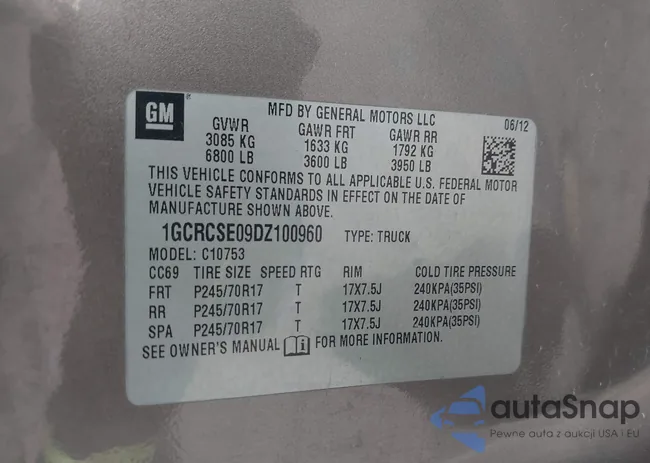 GM
MFD BY GENERAL MOTORS LLC
06/12
GVWR GAWR FRT GAWR RR
3085 KG 1633 KG 1792 KG
6800 LB 3600 LB 3950 LB
THIS VEHICLE CONFORMS TO ALL APPLICABLE U.S. FEDERAL MOTOR
VEHICLE SAFETY STANDARDS IN EFFECT ON THE DATE OF
MANUFACTURE SHOWN ABOVE.
1GCRCSE09DZ100960 TYPE: TRUCK
MODEL: C10753
CC69 TIRE SIZE SPEED RTG RIM COLD TIRE PRESSURE
FRT P245/70R17 T 17X7.5J 240KPA(35PSI)
RR P245/70R17 T 17X7.5J 240KPA(35PSI)
SPA P245/70R17 T 17X7.5J 240KPA(35PSI)
SEE OWNER'S MANUAL FOR MORE INFORMATION.
autaSnap
Pewne auta z aukcji USA i EU